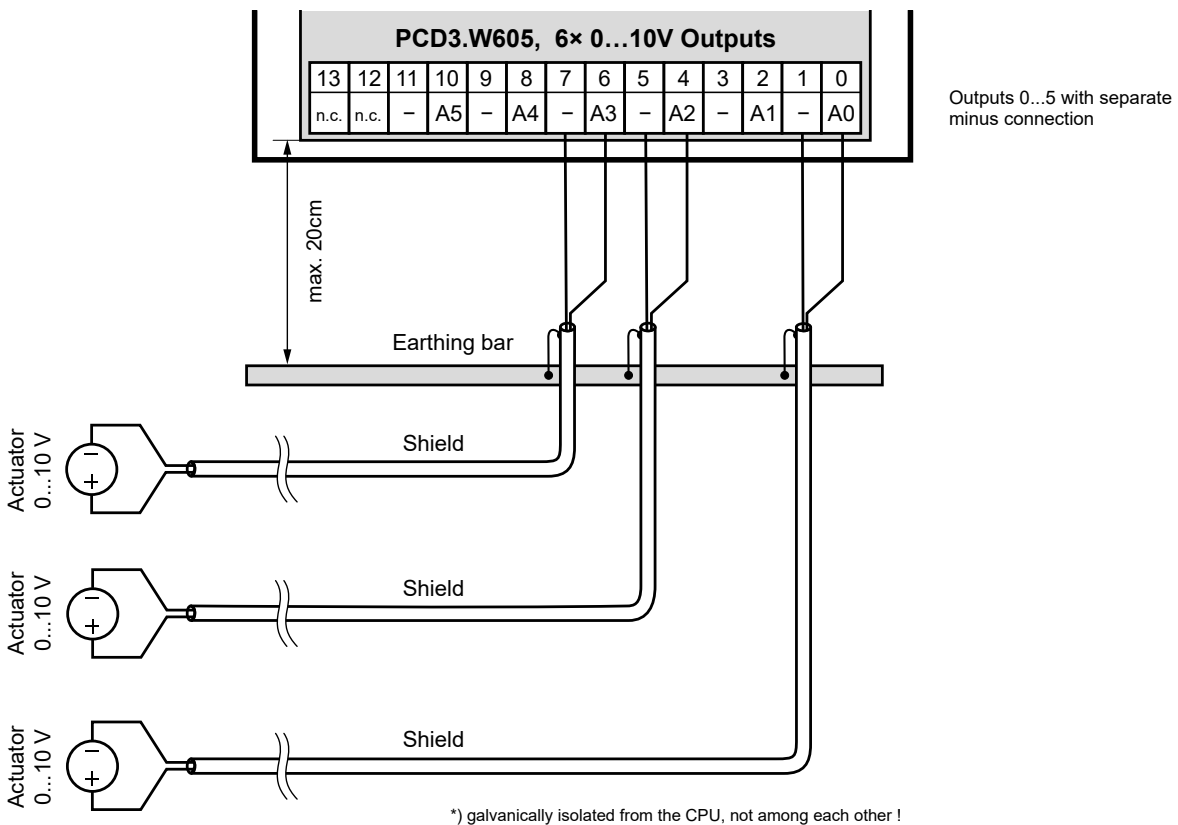 PCD3.W605, 6× 0…10V Outputs
13 12 11 10 9 8 7 6 5 4 3 2 1 0
n.c. n.c. − A5 − A4 − A3 − A2 − A1 − A0
Outputs 0...5 with separate
minus connection
max. 20cm
Earthing bar
Actuator
0...10 V
−
+
Shield
Actuator
0...10 V
−
+
Shield
Actuator
0...10 V
−
+
Shield
*) galvanically isolated from the CPU, not among each other !